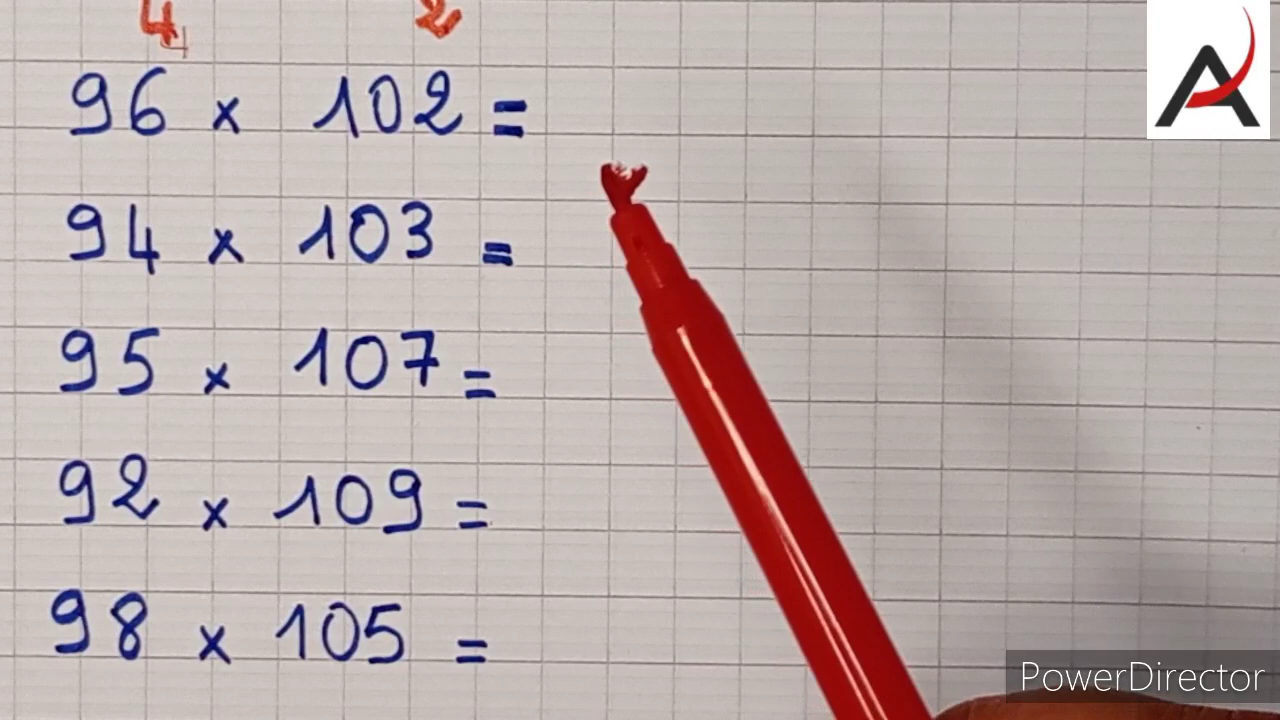 4 2
96 × 102 =
94 × 103 =
95 × 107 =
92 × 109 =
98 × 105 =
PowerDirector